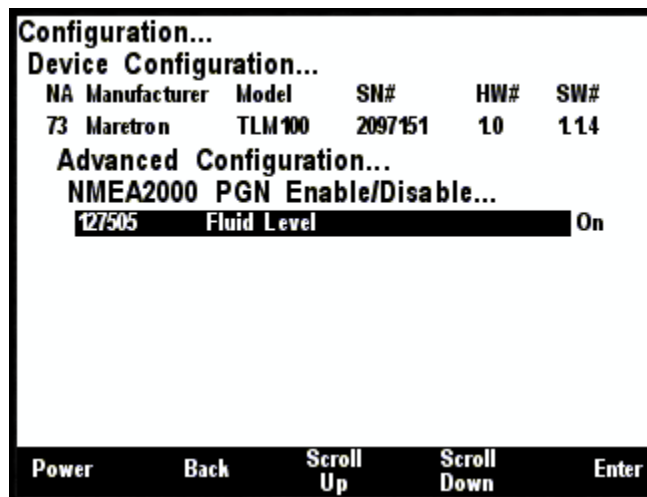 Configuration...
Device Configuration...
NA Manufacturer Model SN# HW# SW#
73 Maretron TLM100 2097151 1.0 1.1.4
Advanced Configuration...
NMEA2000 PGN Enable/Disable...
127505 Fluid Level On
Power Back Scroll Up Scroll Down Enter